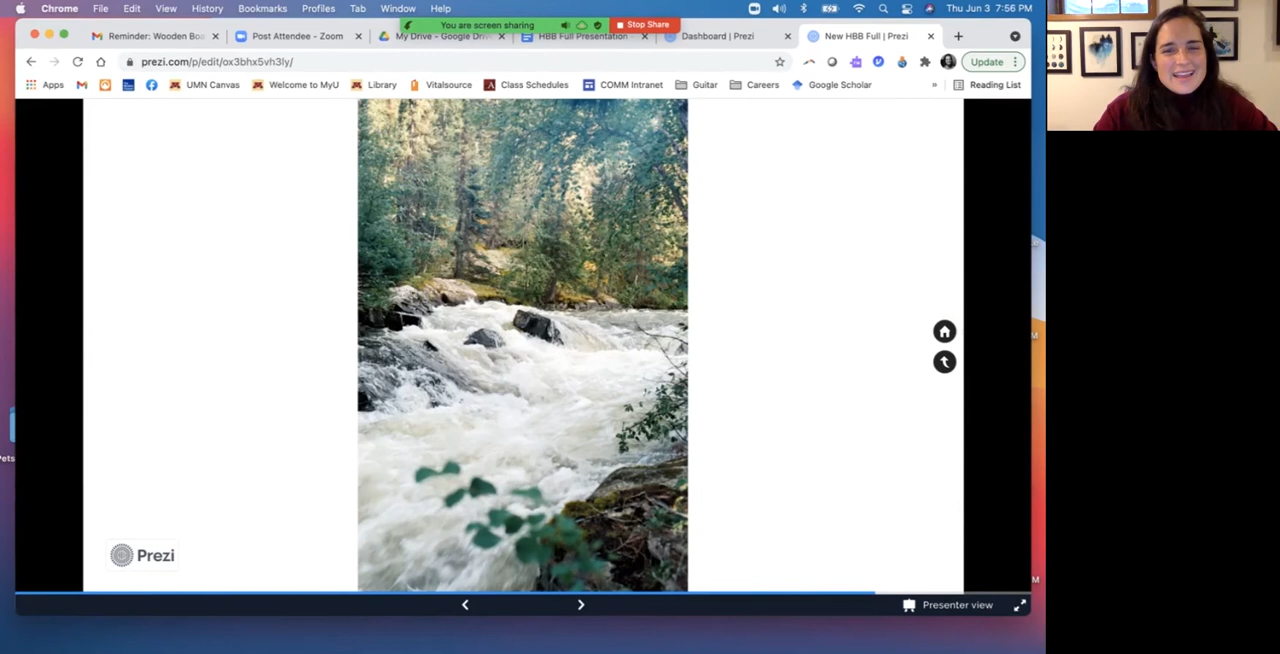 Chrome File Edit View History Bookmarks Profiles Tab Window Help Thu Jun 3 7:56 PM
You are screen sharing Stop Share
Reminder: Wooden Boa Post Attendee - Zoom My Drive - Google Driv HBB Full Presentation - Dashboard | Prezi New HBB Full | Prezi
prezi.com/p/edit/ox3bhx5vh3ly/ Update
Apps UMN Canvas Welcome to MyU Library Vitalsource Class Schedules COMM Intranet Guitar Careers Google Scholar » Reading List
Pets
Prezi
Presenter view